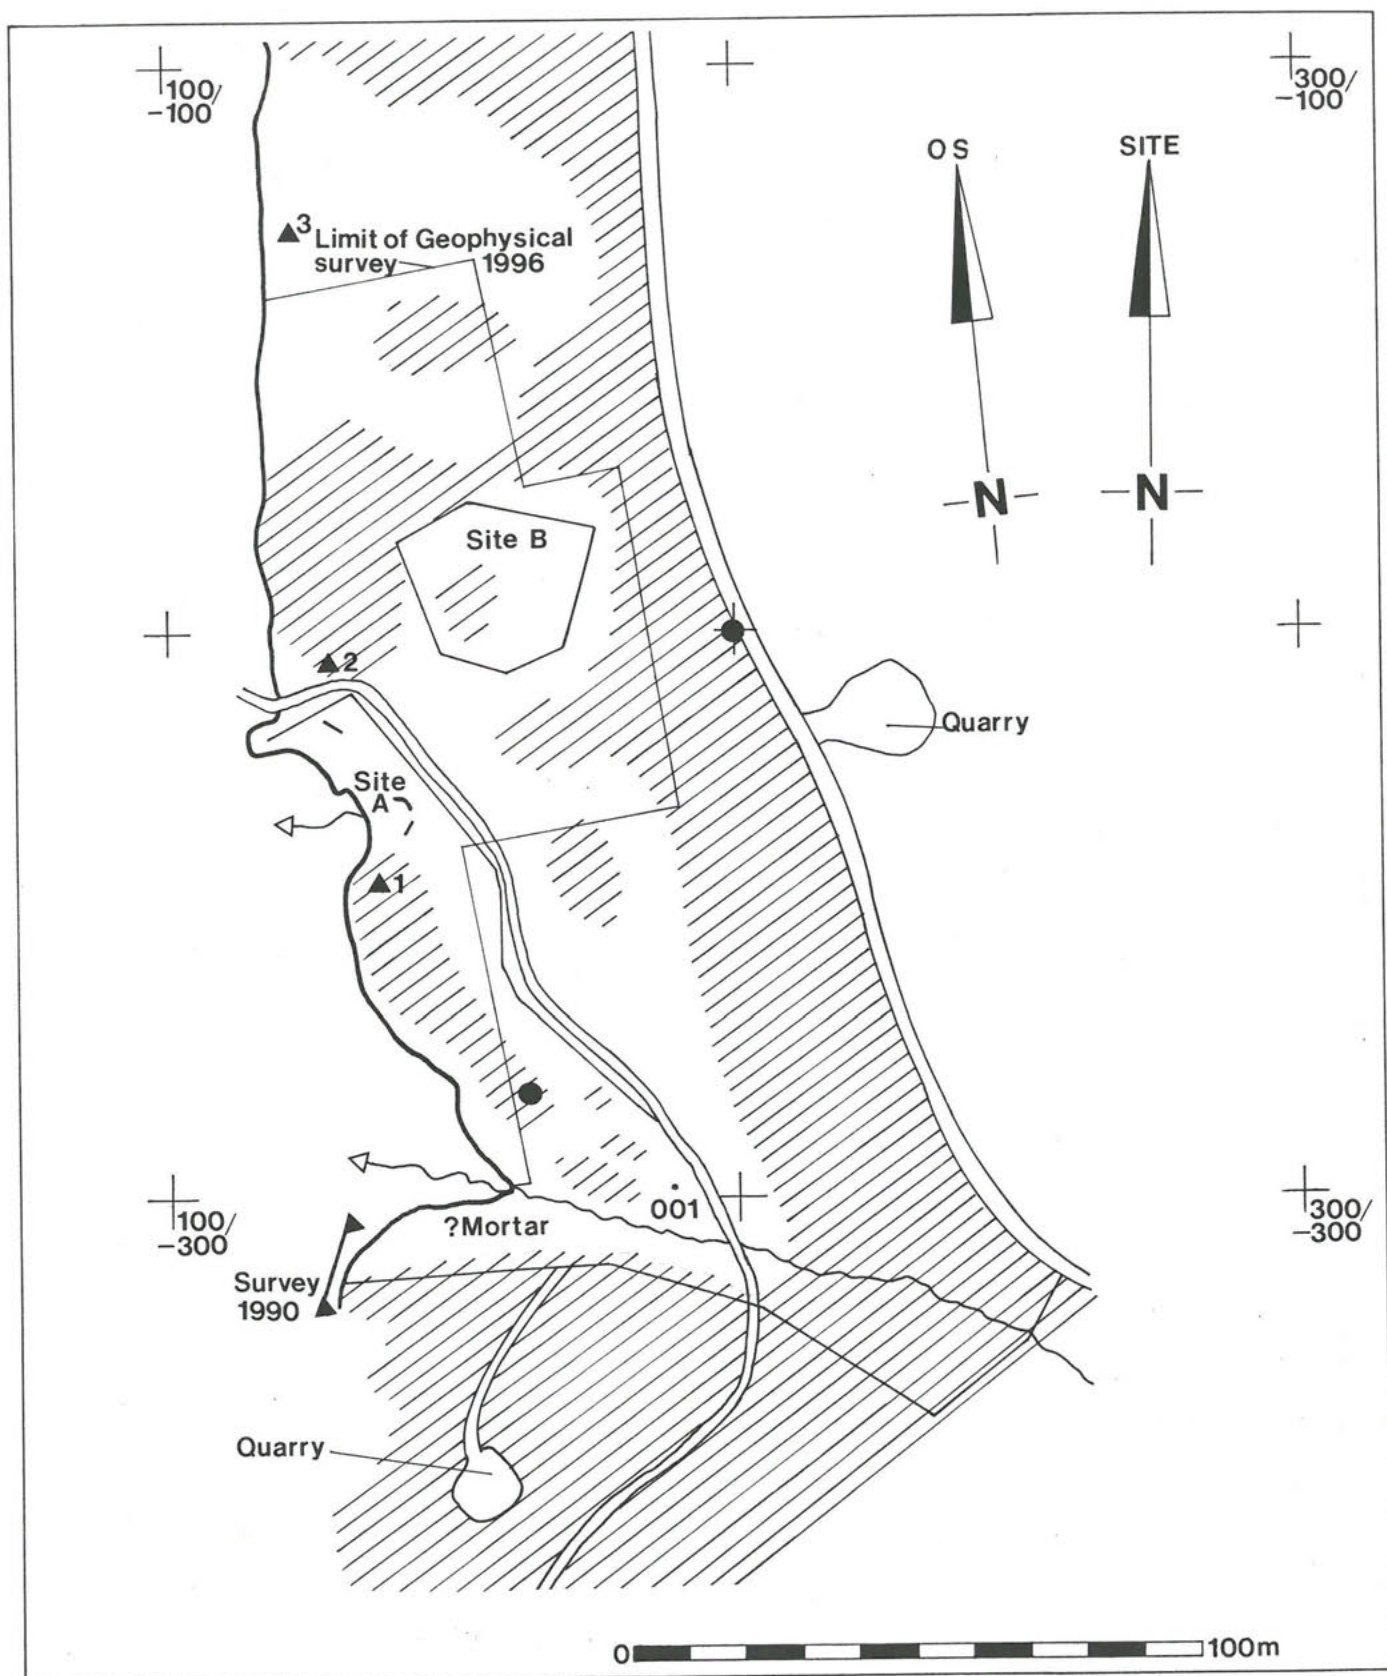 100/
-100/
300/
-100/
OS
SITE
3
Limit of Geophysical
survey 1996
N
N
Site B
2
Quarry
Site
A
1
001
100/
-300/
300/
-300/
?Mortar
Survey
1990
Quarry
0
100m